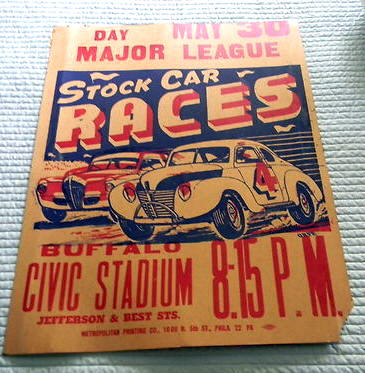 DAY MAY 30
MAJOR LEAGUE
STOCK CAR
RACES
4
BUFFALO
CIVIC STADIUM
8:15 P.M.
JEFFERSON & BEST STS.
METROPOLITAN PRINTING CO., 1000 N. 5th ST., PHILA 22 PA